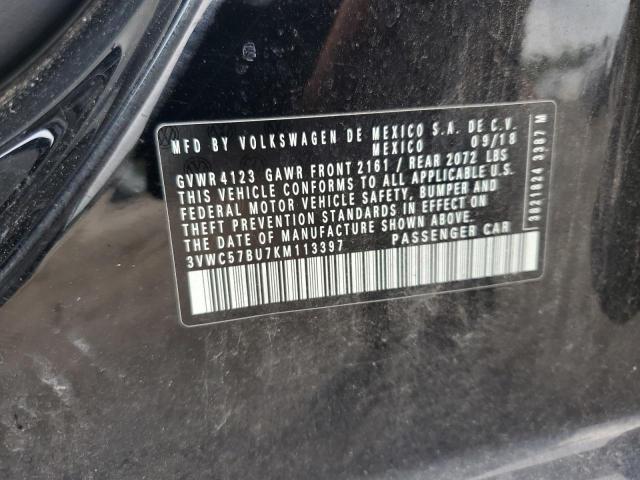 MFD BY VOLKSWAGEN DE MEXICO S.A. DE C.V.
MEXICO 09/18
GVWR 4123 GAWR FRONT 2161 / REAR 2072 LBS
THIS VEHICLE CONFORMS TO ALL APPLICABLE U.S.
FEDERAL MOTOR VEHICLE SAFETY, BUMPER AND
THEFT PREVENTION STANDARDS IN EFFECT ON
THE DATE OF MANUFACTURE SHOWN ABOVE.
3VWC57BU7KM113397 PASSENGER CAR
3387 M